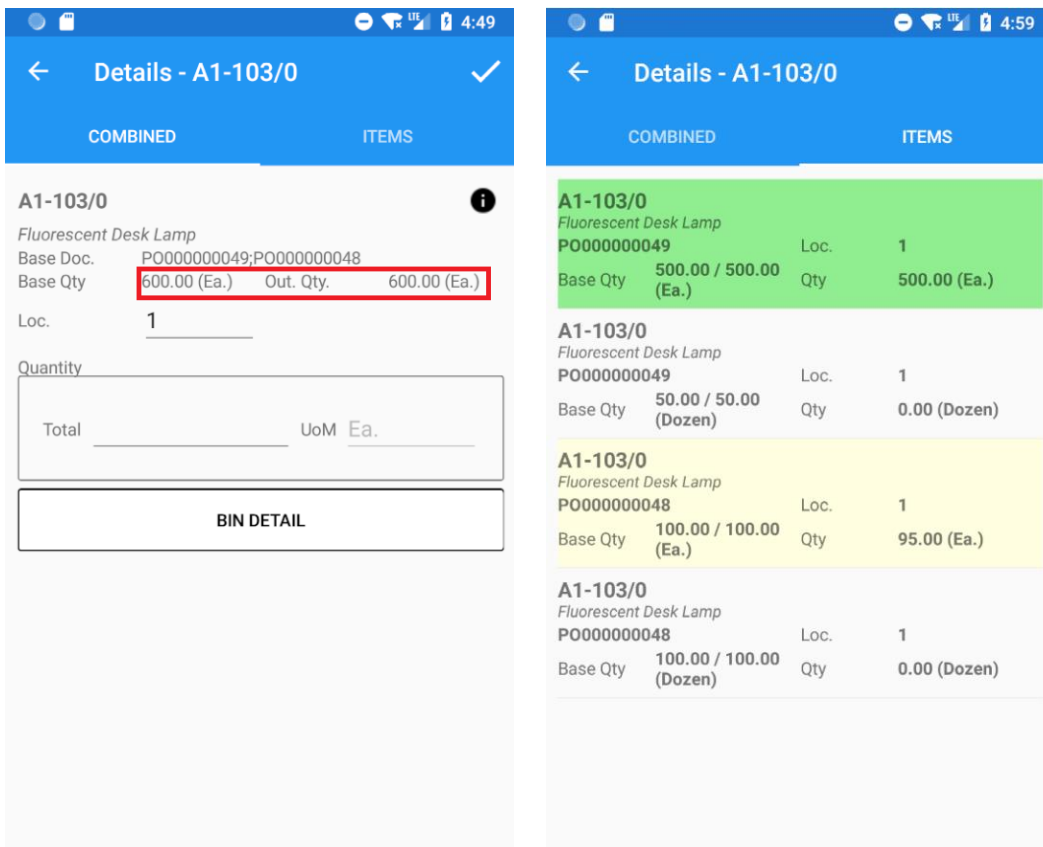 LTE 4:49
Details - A1-103/0
COMBINED ITEMS
A1-103/0
Fluorescent Desk Lamp
Base Doc. PO000000049;PO000000048
Base Qty 600.00 (Ea.) Out. Qty. 600.00 (Ea.)
Loc. 1
Quantity
Total UoM Ea.
BIN DETAIL
LTE 4:59
Details - A1-103/0
COMBINED ITEMS
A1-103/0
Fluorescent Desk Lamp
PO000000049 Loc. 1
Base Qty 500.00 / 500.00 (Ea.) Qty 500.00 (Ea.)
A1-103/0
Fluorescent Desk Lamp
PO000000049 Loc. 1
Base Qty 50.00 / 50.00 (Dozen) Qty 0.00 (Dozen)
A1-103/0
Fluorescent Desk Lamp
PO000000048 Loc. 1
Base Qty 100.00 / 100.00 (Ea.) Qty 95.00 (Ea.)
A1-103/0
Fluorescent Desk Lamp
PO000000048 Loc. 1
Base Qty 100.00 / 100.00 (Dozen) Qty 0.00 (Dozen)